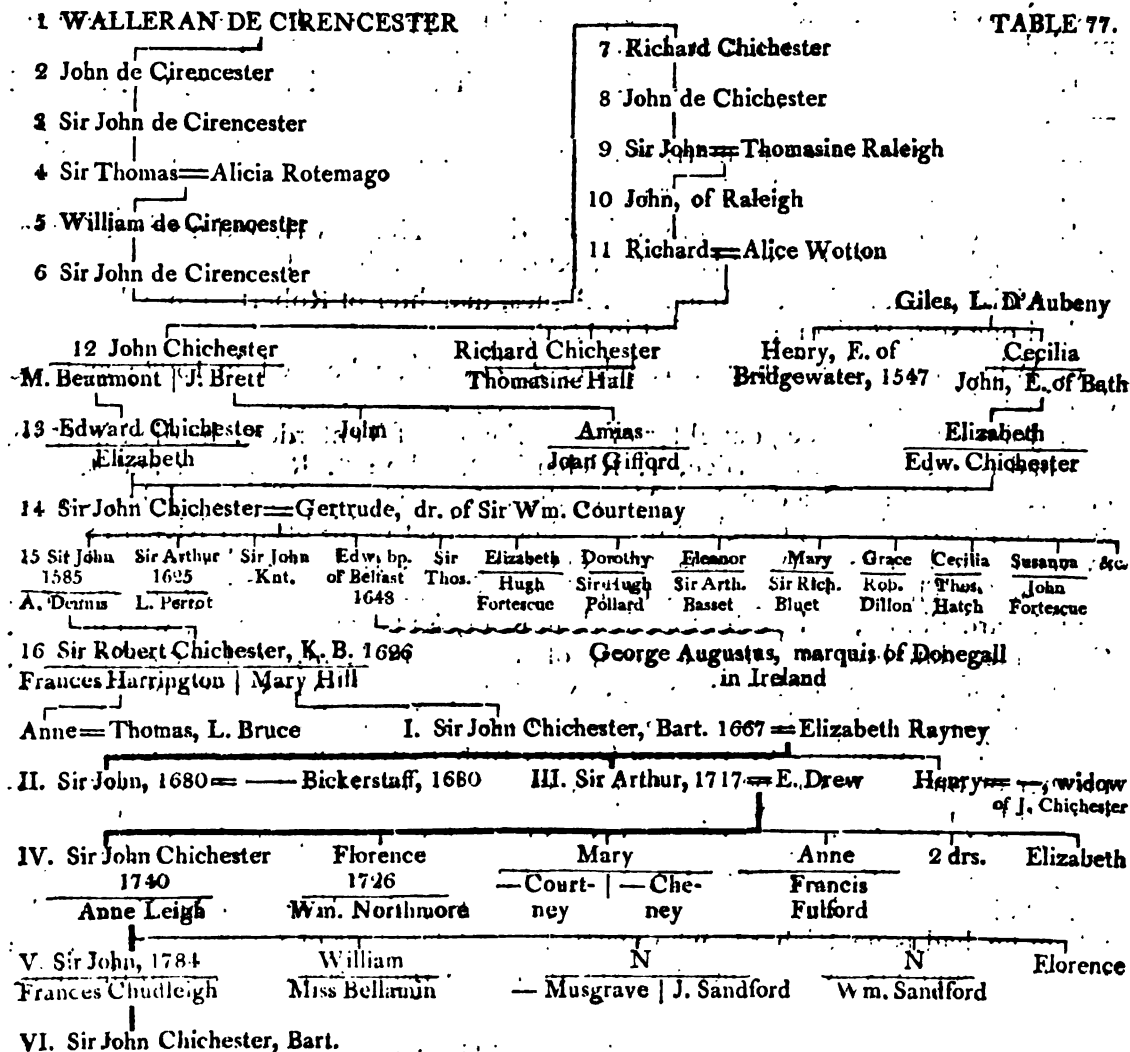 TABLE 77.
1 WALLERAN DE CIRENCESTER
2 John de Cirencester
3 Sir John de Cirencester
4 Sir Thomas=Alicia Rotemago
5 William de Cirencester
6 Sir John de Cirencester
7 Richard Chichester
8 John de Chichester
9 Sir John=Thomasine Raleigh
10 John, of Raleigh
11 Richard=Alice Wotton
Giles, L. D'Aubeny
12 John Chichester Richard Chichester Henry, E. of Cecilia
M. Beaumont | J. Brett Thomasine Hall Bridgewater, 1547 John, E. of Bath
13 Edward Chichester John Amias Elizabeth
Elizabeth Joan Giffard Edw. Chichester
14 Sir John Chichester=Gertrude, dr. of Sir Wm. Courtenay
15 Sir John Sir Arthur Sir John Edw. bp. Sir Elizabeth Dorothy Eleanor Mary Grace Cecilia Susanna &c
1585 1625 Knt. of Belfast Thos. Hugh Sir Hugh Sir Arth. Sir Rich. Rob. Thos. John
A. Dennis L. Perrot 1648 Fortescue Pollard Basset Bluet Dillon Hatch Fortescue
16 Sir Robert Chichester, K. B. 1626 George Augustus, marquis of Donegall
Frances Harrington | Mary Hill in Ireland
Anne=Thomas, L. Bruce I. Sir John Chichester, Bart. 1667=Elizabeth Rayney
II. Sir John, 1680= — Bickerstaff, 1680 III. Sir Arthur, 1717=E. Drew Henry= —, widow
of J. Chichester
IV. Sir John Chichester Florence Mary Anne 2 drs. Elizabeth
1740 1726 —Court- | —Che- Francis
Anne Leigh Wm. Northmore ney ney Fulford
V. Sir John, 1784 William N N Florence
Frances Chudleigh Miss Bellamin — Musgrave | J. Sandford Wm. Sandford
VI. Sir John Chichester, Bart.